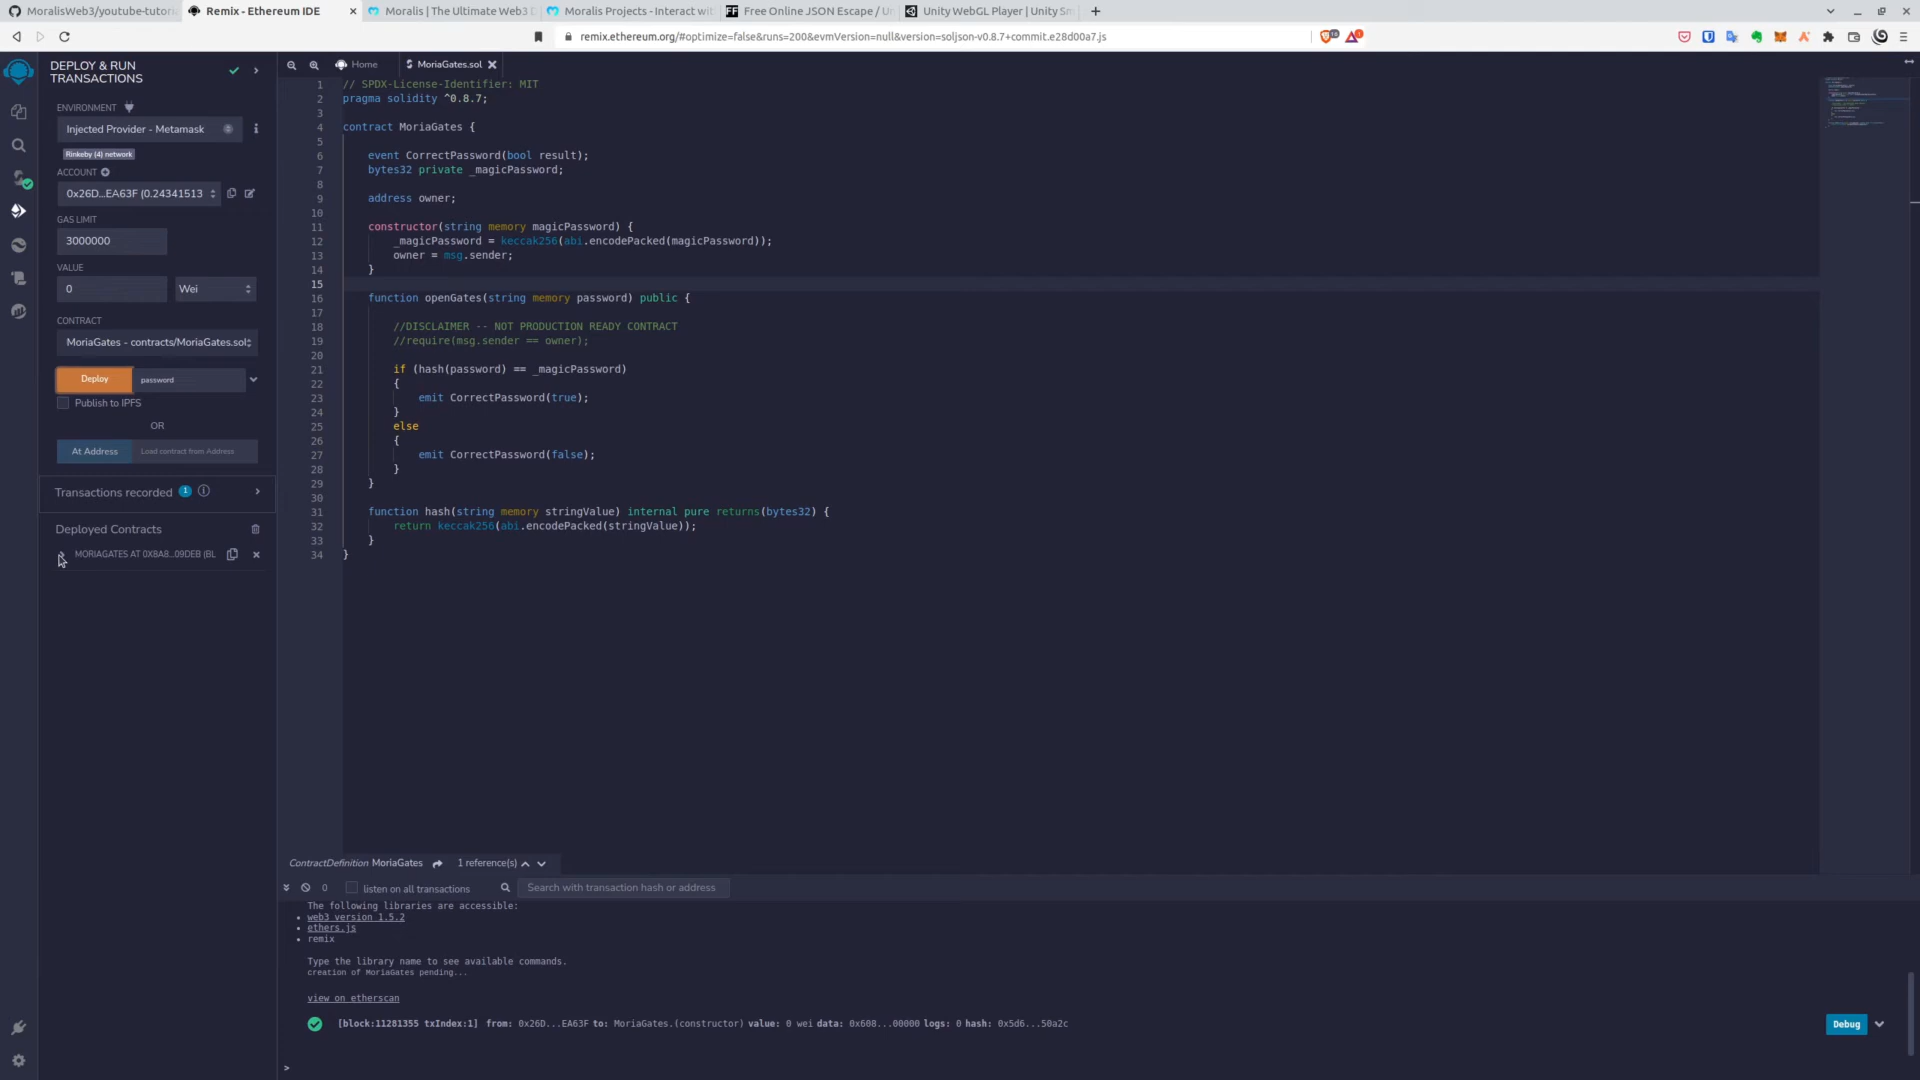 MoralisWeb3/youtube-tutori
Remix - Ethereum IDE
Moralis | The Ultimate Web3 D
Moralis Projects - Interact wit
Free Online JSON Escape / Un
Unity WebGL Player | Unity Sm
remix.ethereum.org/#optimize=false&runs=200&evmVersion=null&version=soljson-v0.8.7+commit.e28d00a7.js
DEPLOY & RUN
TRANSACTIONS
ENVIRONMENT
Injected Provider - Metamask
Rinkeby (4) network
ACCOUNT
0x26D...EA63F (0.24341513
GAS LIMIT
3000000
VALUE
0
Wei
CONTRACT
MoriaGates - contracts/MoriaGates.sol
Deploy
password
Publish to IPFS
OR
At Address
Load contract from Address
Transactions recorded 1
Deployed Contracts
MORIAGATES AT 0X8A8...09DEB (BL
Home
MoriaGates.sol
1 // SPDX-License-Identifier: MIT
2 pragma solidity ^0.8.7;
3
4 contract MoriaGates {
5
6 event CorrectPassword(bool result);
7 bytes32 private _magicPassword;
8
9 address owner;
10
11 constructor(string memory magicPassword) {
12 _magicPassword = keccak256(abi.encodePacked(magicPassword));
13 owner = msg.sender;
14 }
15
16 function openGates(string memory password) public {
17
18 //DISCLAIMER -- NOT PRODUCTION READY CONTRACT
19 //require(msg.sender == owner);
20
21 if (hash(password) == _magicPassword)
22 {
23 emit CorrectPassword(true);
24 }
25 else
26 {
27 emit CorrectPassword(false);
28 }
29 }
30
31 function hash(string memory stringValue) internal pure returns(bytes32) {
32 return keccak256(abi.encodePacked(stringValue));
33 }
34 }
ContractDefinition MoriaGates
1 reference(s)
0
listen on all transactions
Search with transaction hash or address
The following libraries are accessible:
web3 version 1.5.2
ethers.js
remix
Type the library name to see available commands.
creation of MoriaGates pending...
view on etherscan
[block:11281355 txIndex:1] from: 0x26D...EA63F to: MoriaGates.(constructor) value: 0 wei data: 0x608...00000 logs: 0 hash: 0x5d6...50a2c
Debug
>